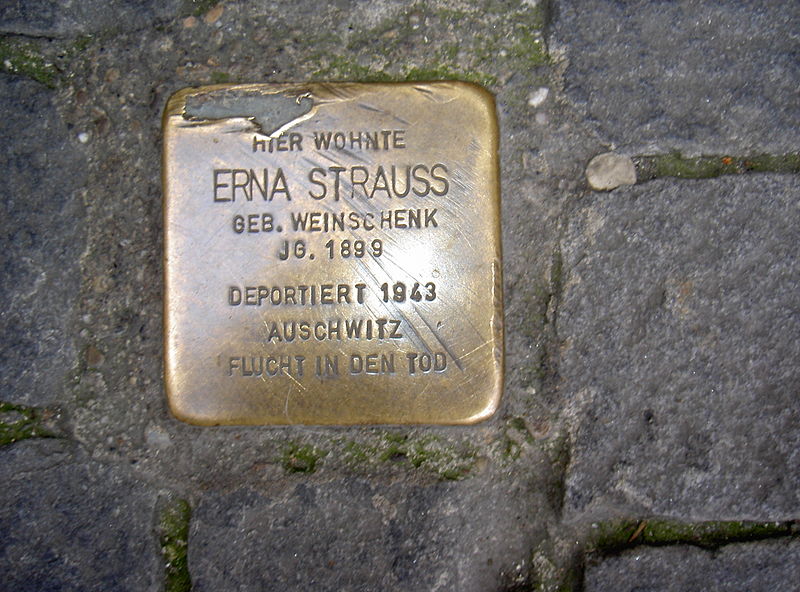 HIER WOHNTE
ERNA STRAUSS
GEB. WEINSCHENK
JG. 1899
DEPORTIERT 1943
AUSCHWITZ
FLUCHT IN DEN TOD